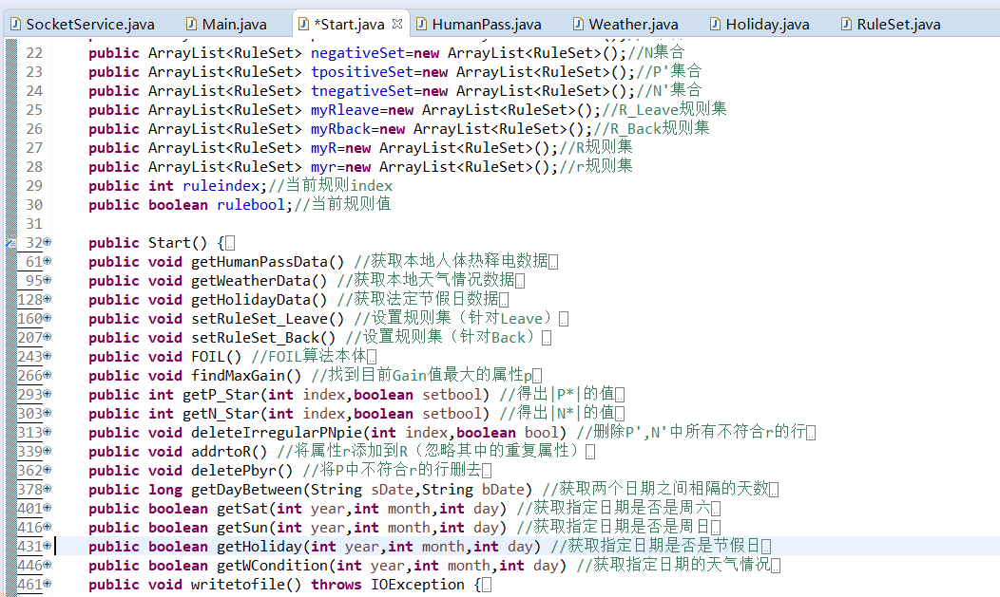 SocketService.java Main.java *Start.java HumanPass.java Weather.java Holiday.java RuleSet.java
22 public ArrayList<RuleSet> negativeSet=new ArrayList<RuleSet>();//N集合
23 public ArrayList<RuleSet> tpositiveSet=new ArrayList<RuleSet>();//P'集合
24 public ArrayList<RuleSet> tnegativeSet=new ArrayList<RuleSet>();//N'集合
25 public ArrayList<RuleSet> myRleave=new ArrayList<RuleSet>();//R_Leave规则集
26 public ArrayList<RuleSet> myRback=new ArrayList<RuleSet>();//R_Back规则集
27 public ArrayList<RuleSet> myR=new ArrayList<RuleSet>();//R规则集
28 public ArrayList<RuleSet> myr=new ArrayList<RuleSet>();//r规则集
29 public int ruleindex;//当前规则index
30 public boolean rulebool;//当前规则值
31
32 public Start() {
61 public void getHumanPassData() //获取本地人体热释电数据
95 public void getWeatherData() //获取本地天气情况数据
128 public void getHolidayData() //获取法定节假日数据
160 public void setRuleSet_Leave() //设置规则集（针对Leave）
207 public void setRuleSet_Back() //设置规则集（针对Back）
243 public void FOIL() //FOIL算法本体
266 public void findMaxGain() //找到目前Gain值最大的属性p
293 public int getP_Star(int index,boolean setbool) //得出|P*|的值
303 public int getN_Star(int index,boolean setbool) //得出|N*|的值
313 public void deleteIrregularPNpie(int index,boolean bool) //删除P',N'中所有不符合r的行
339 public void addrtoR() //将属性r添加到R（忽略其中的重复属性）
362 public void deletePbyr() //将P中不符合r的行删去
378 public long getDayBetween(String sDate,String bDate) //获取两个日期之间相隔的天数
401 public boolean getSat(int year,int month,int day) //获取指定日期是否是周六
416 public boolean getSun(int year,int month,int day) //获取指定日期是否是周日
431 public boolean getHoliday(int year,int month,int day) //获取指定日期是否是节假日
446 public boolean getWCondition(int year,int month,int day) //获取指定日期的天气情况
461 public void writetofile() throws IOException {